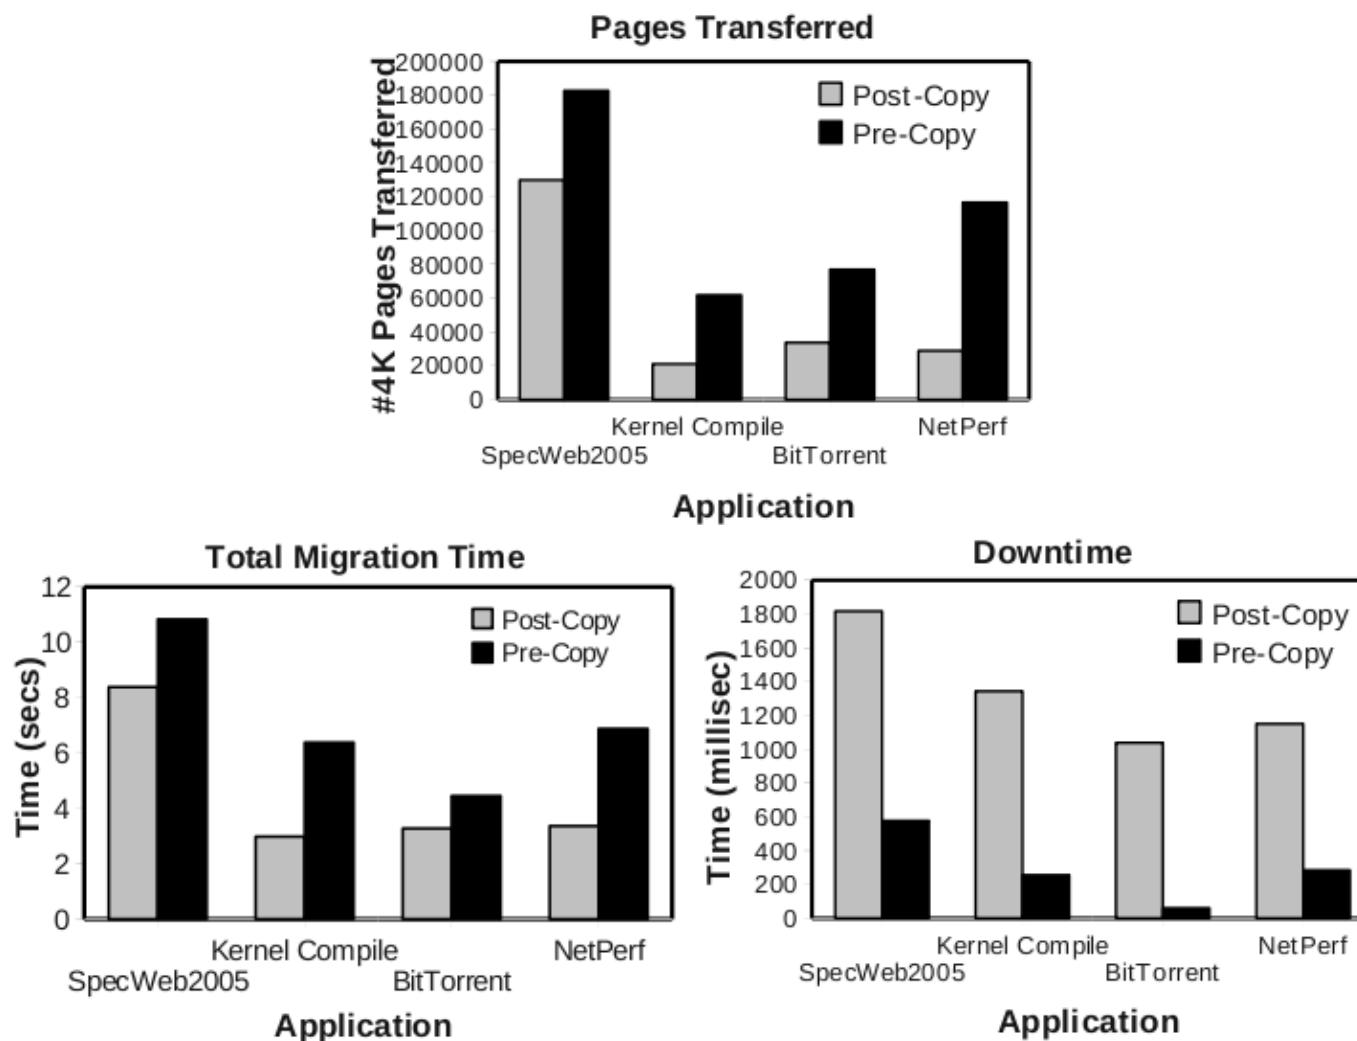 Pages Transferred
#4K Pages Transferred
200000
180000
160000
140000
120000
100000
80000
60000
40000
20000
0
Post-Copy
Pre-Copy
Kernel Compile
NetPerf
SpecWeb2005
BitTorrent
Application
Total Migration Time
Time (secs)
12
10
8
6
4
2
0
Post-Copy
Pre-Copy
Kernel Compile
NetPerf
SpecWeb2005
BitTorrent
Application
Downtime
Time (millisec)
2000
1800
1600
1400
1200
1000
800
600
400
200
0
Post-Copy
Pre-Copy
Kernel Compile
NetPerf
SpecWeb2005
BitTorrent
Application